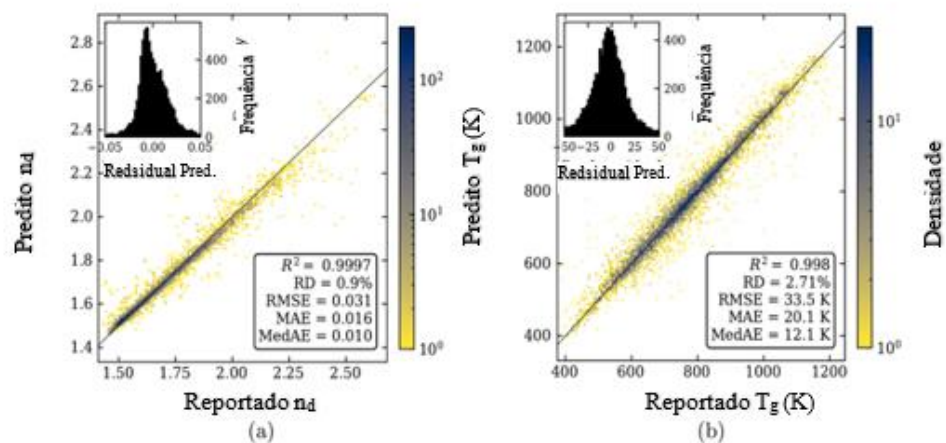 2.8
2.6
2.4
2.2
2.0
1.8
1.6
1.4
Predito nd
400
200
0
y
Frequência
−0.05 0.00 0.05
Redsidual Pred.
R² = 0.9997
RD = 0.9%
RMSE = 0.031
MAE = 0.016
MedAE = 0.010
1.50 1.75 2.00 2.25 2.50
Reportado nd
(a)
10²
10¹
10⁰
1200
1000
800
600
400
Predito Tg (K)
400
200
0
Frequência
−50 −25 0 25 50
Redsidual Pred.
R² = 0.998
RD = 2.71%
RMSE = 33.5 K
MAE = 20.1 K
MedAE = 12.1 K
400 600 800 1000 1200
Reportado Tg (K)
(b)
10¹
10⁰
Densidade